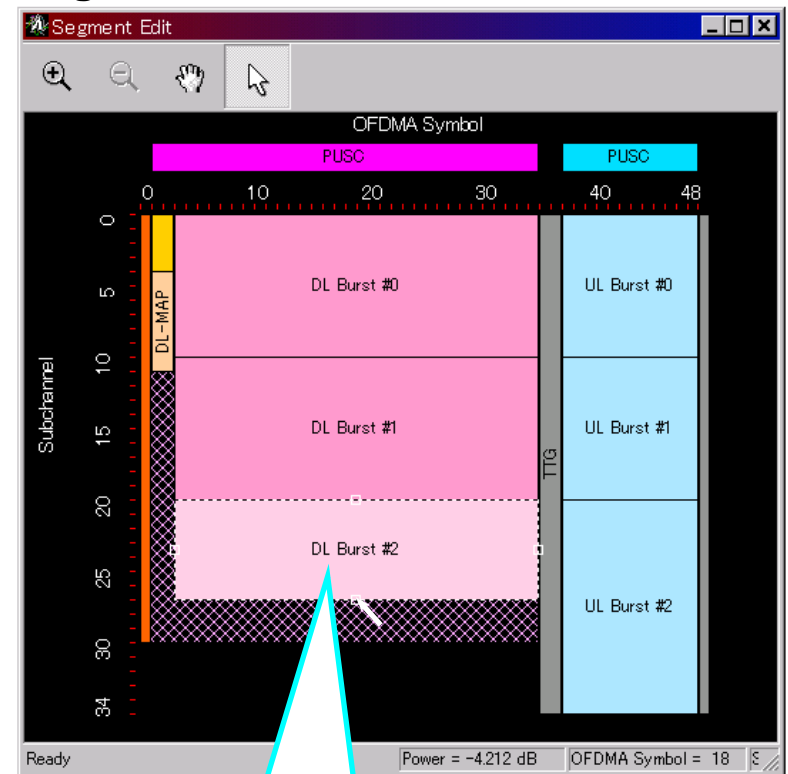 Segment Edit
OFDMA Symbol
PUSC PUSC
0 10 20 30 40 48
0
5
10
15
20
25
30
34
Subchannel
DL-MAP
DL Burst #0
DL Burst #1
DL Burst #2
TTG
UL Burst #0
UL Burst #1
UL Burst #2
Ready Power = -4.212 dB OFDMA Symbol = 18 S